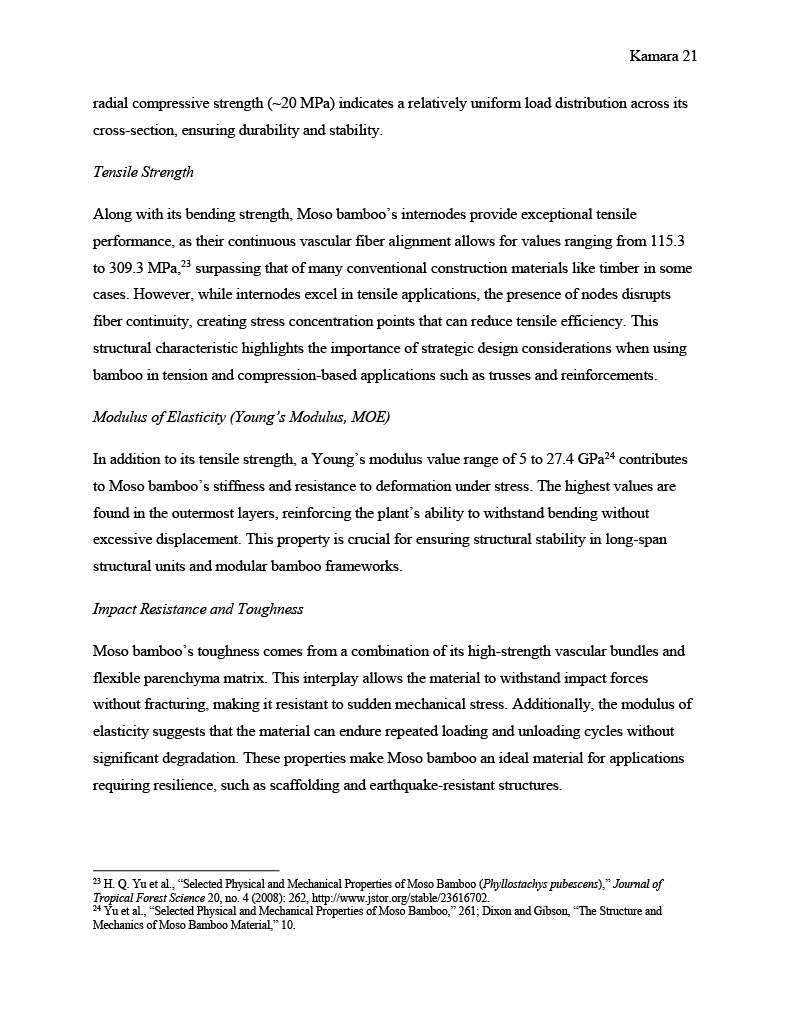 Kamara 21
radial compressive strength (~20 MPa) indicates a relatively uniform load distribution across its
cross-section, ensuring durability and stability.
Tensile Strength
Along with its bending strength, Moso bamboo’s internodes provide exceptional tensile
performance, as their continuous vascular fiber alignment allows for values ranging from 115.3
to 309.3 MPa,²³ surpassing that of many conventional construction materials like timber in some
cases. However, while internodes excel in tensile applications, the presence of nodes disrupts
fiber continuity, creating stress concentration points that can reduce tensile efficiency. This
structural characteristic highlights the importance of strategic design considerations when using
bamboo in tension and compression-based applications such as trusses and reinforcements.
Modulus of Elasticity (Young’s Modulus, MOE)
In addition to its tensile strength, a Young’s modulus value range of 5 to 27.4 GPa²⁴ contributes
to Moso bamboo’s stiffness and resistance to deformation under stress. The highest values are
found in the outermost layers, reinforcing the plant’s ability to withstand bending without
excessive displacement. This property is crucial for ensuring structural stability in long-span
structural units and modular bamboo frameworks.
Impact Resistance and Toughness
Moso bamboo’s toughness comes from a combination of its high-strength vascular bundles and
flexible parenchyma matrix. This interplay allows the material to withstand impact forces
without fracturing, making it resistant to sudden mechanical stress. Additionally, the modulus of
elasticity suggests that the material can endure repeated loading and unloading cycles without
significant degradation. These properties make Moso bamboo an ideal material for applications
requiring resilience, such as scaffolding and earthquake-resistant structures.
²³ H. Q. Yu et al., “Selected Physical and Mechanical Properties of Moso Bamboo (Phyllostachys pubescens),” Journal of
Tropical Forest Science 20, no. 4 (2008): 262, http://www.jstor.org/stable/23616702.
²⁴ Yu et al., “Selected Physical and Mechanical Properties of Moso Bamboo,” 261; Dixon and Gibson, “The Structure and
Mechanics of Moso Bamboo Material,” 10.